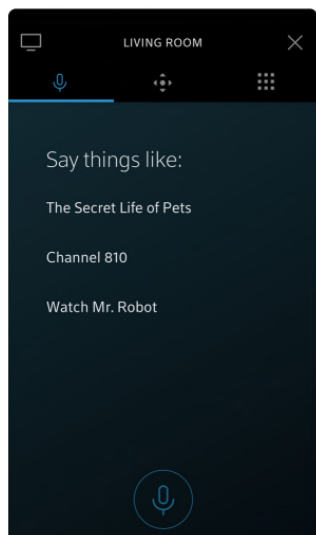 LIVING ROOM
Say things like:
The Secret Life of Pets
Channel 810
Watch Mr. Robot